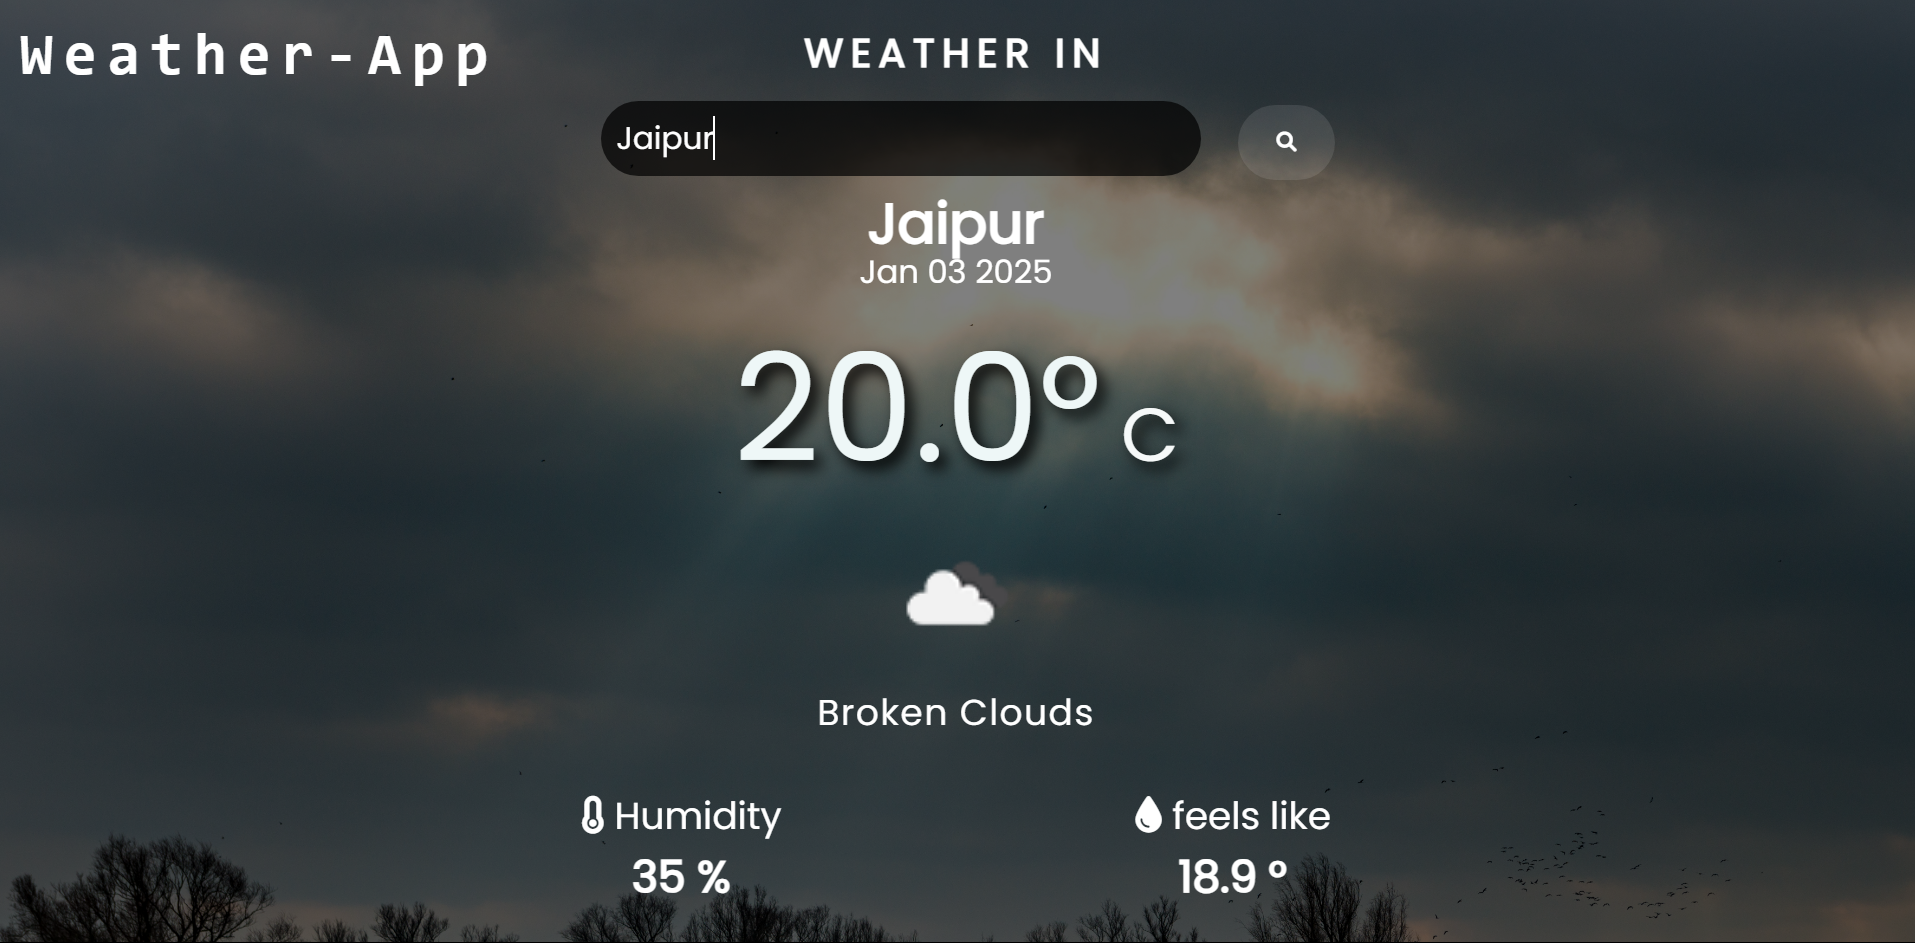 Weather-App
WEATHER IN
Jaipur
Jaipur
Jan 03 2025
20.0° C
Broken Clouds
Humidity
35 %
feels like
18.9 °